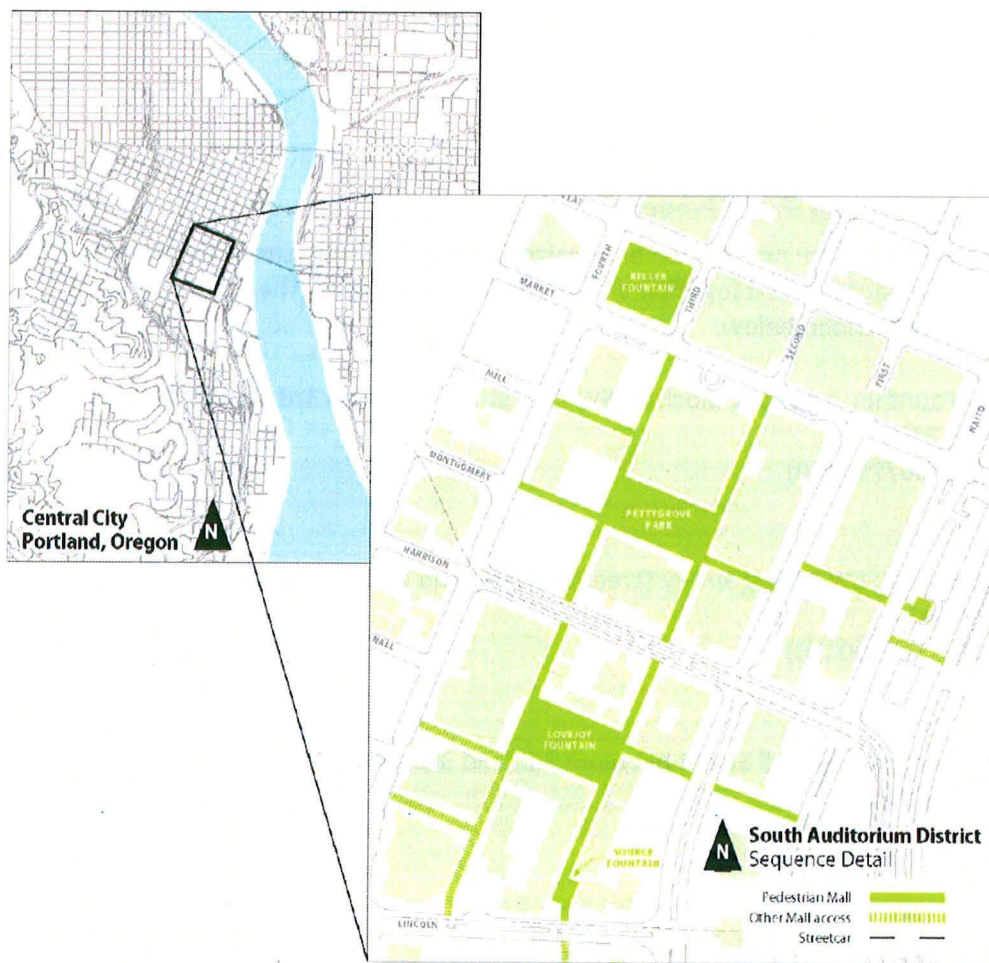 Central City
Portland, Oregon
N
CLAY
MARKET
FOURTH
KELLER
FOUNTAIN
THIRD
SECOND
FIRST
NAITO
MILL
MONTGOMERY
PETTYGROVE
PARK
HARRISON
HALL
LOVEJOY
FOUNTAIN
SOURCE
FOUNTAIN
LINCOLN
N
South Auditorium District
Sequence Detail
Pedestrian Mall
Other Mall access
Streetcar